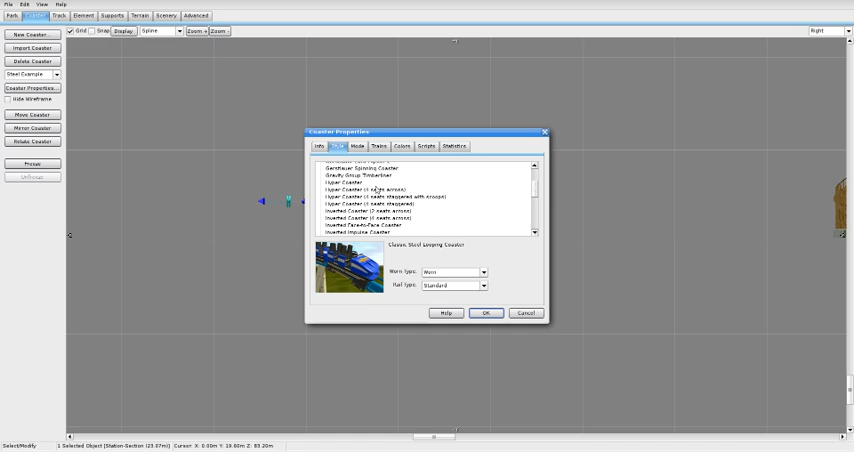 File Edit View Help
Park Coaster Track Element Supports Terrain Scenery Advanced
New Coaster... Grid Snap Display Spline Zoom + Zoom - Right
Import Coaster
Delete Coaster
Steel Example
Coaster Properties...
Hide Wireframe
Move Coaster
Mirror Coaster
Rotate Coaster
Freeze
Unfreeze
Coaster Properties
Info Style Mode Trains Colors Scripts Statistics
Gerstlauer Spinning Coaster
Gravity Group Timberliner
Hyper Coaster
Hyper Coaster (4 seats across)
Hyper Coaster (4 seats staggered with scoops)
Hyper Coaster (4 seats staggered)
Inverted Coaster (2 seats across)
Inverted Coaster (4 seats across)
Inverted Face-to-Face Coaster
Inverted Impulse Coaster
Classic Steel Looping Coaster
Worn Type: Worn
Rail Type: Standard
Help OK Cancel
Select/Modify 1 Selected Object [Station-Section (23.07m)] Cursor: X: 0.00m Y: 19.60m Z: 83.20m